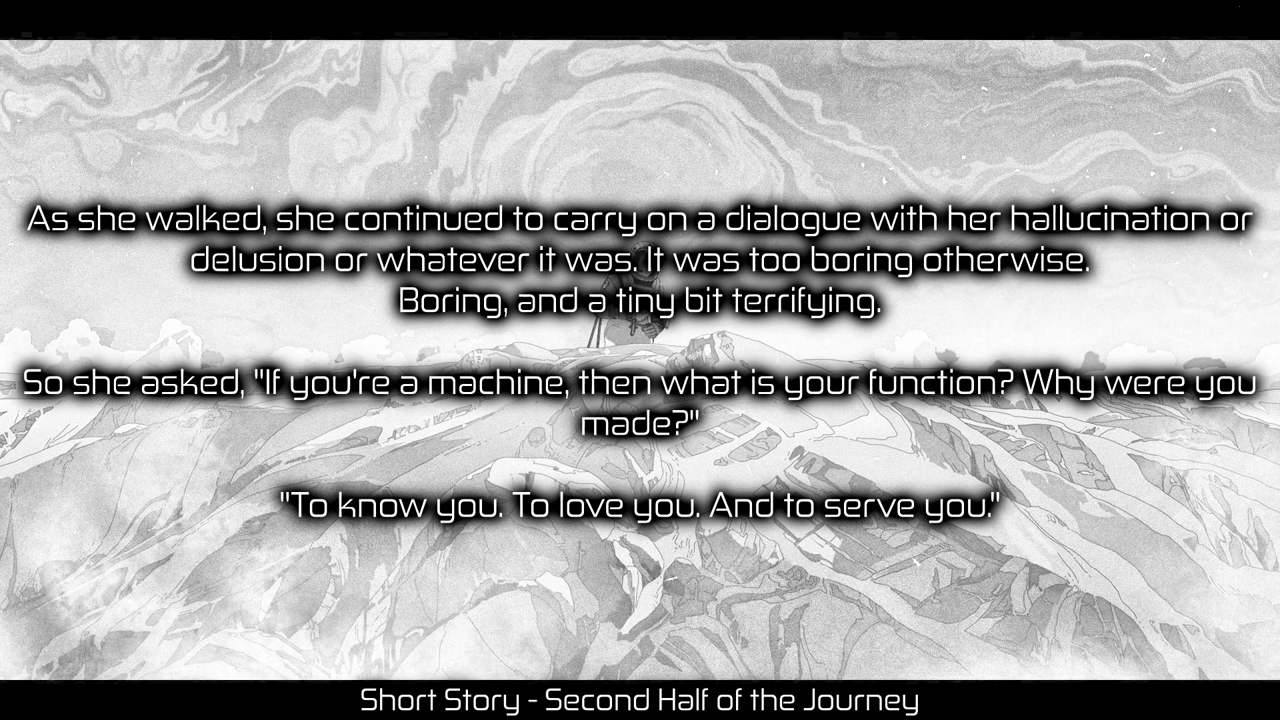 As she walked, she continued to carry on a dialogue with her hallucination or
delusion or whatever it was. It was too boring otherwise.
Boring, and a tiny bit terrifying.
So she asked, "If you're a machine, then what is your function? Why were you
made?"
"To know you. To love you. And to serve you."
Short Story - Second Half of the Journey